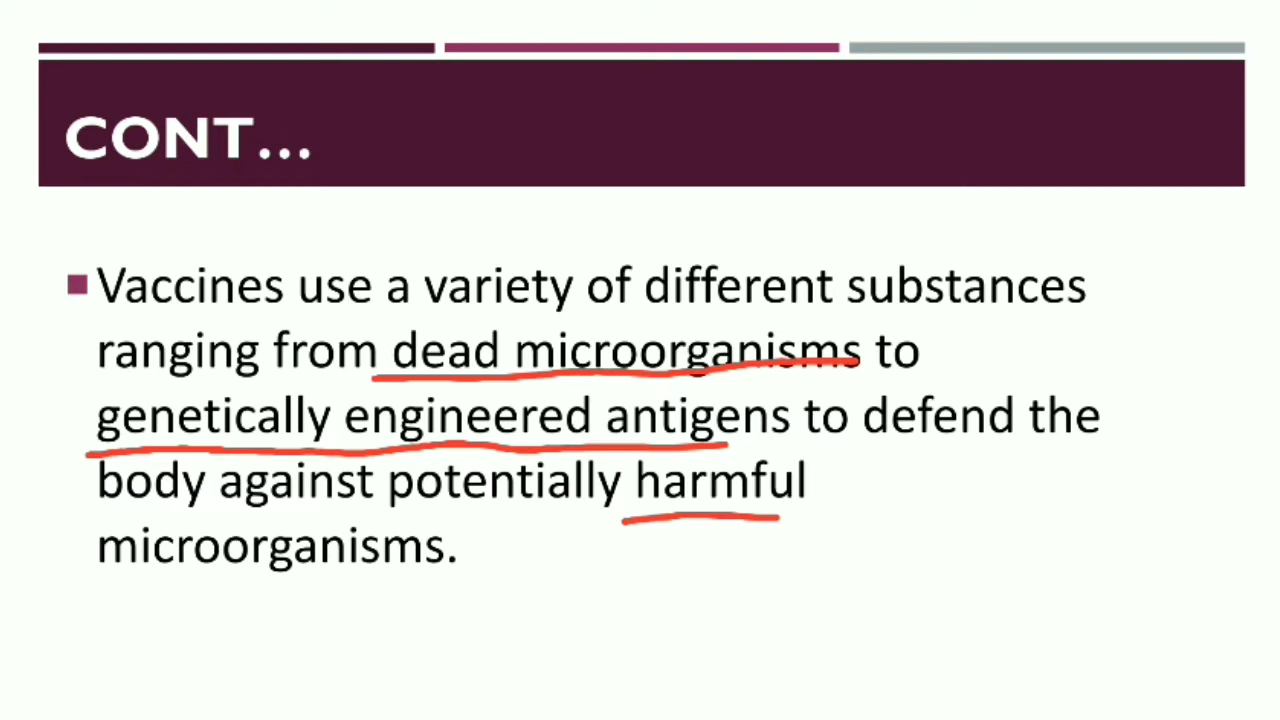 CONT...
Vaccines use a variety of different substances
ranging from dead microorganisms to
genetically engineered antigens to defend the
body against potentially harmful
microorganisms.